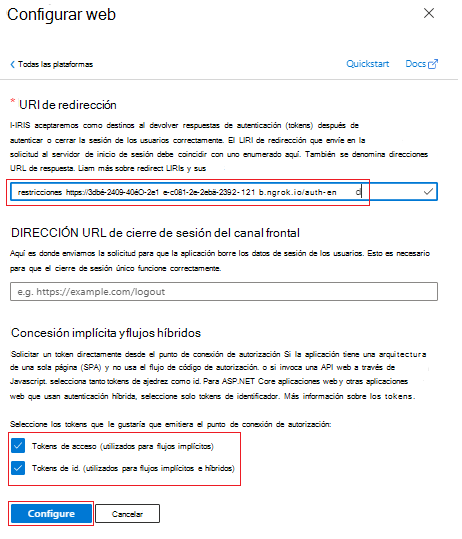 Configurar web
Todas las plataformas
Quickstart
Docs
* URI de redirección
I-IRIS aceptaremos como destinos al devolver respuestas de autenticación (tokens) después de
autenticar o cerrar la sesión de los usuarios correctamente. El LIRI de redirección que envíe en la
solicitud al servidor de inicio de sesión debe coincidir con uno enumerado aquí. También se denomina direcciones
URL de respuesta. Liam más sobre redirect LIRIs y sus
restricciones https://3dbé-2409-40éO-2e1 e-c081-2e-2ebä-2392-121 b.ngrok.io/auth-en d
DIRECCIÓN URL de cierre de sesión del canal frontal
Aquí es donde enviamos la solicitud para que la aplicación borre los datos de sesión de los usuarios. Esto es necesario
para que el cierre de sesión único funcione correctamente.
e.g. https://example.com/logout
Concesión implícita y flujos híbridos
Solicitar un token directamente desde el punto de conexión de autorización Si la aplicación tiene una arquitectura
de una sola página (SPA) y no usa el flujo de código de autorización. o si invoca una API web a través de
Javascript. selecciona tanto tokens de ajedrez como id. Para ASP.NET Core aplicaciones web y otras aplicaciones
web que usan autenticación híbrida, seleccione solo tokens de identificador. Más información sobre los tokens.
Seleccione los tokens que le gustaría que emitiera el punto de conexión de autorización:
Tokens de acceso (utilizados para flujos implícitos)
Tokens de id. (utilizados para flujos implícitos e híbridos)
Configure
Cancelar